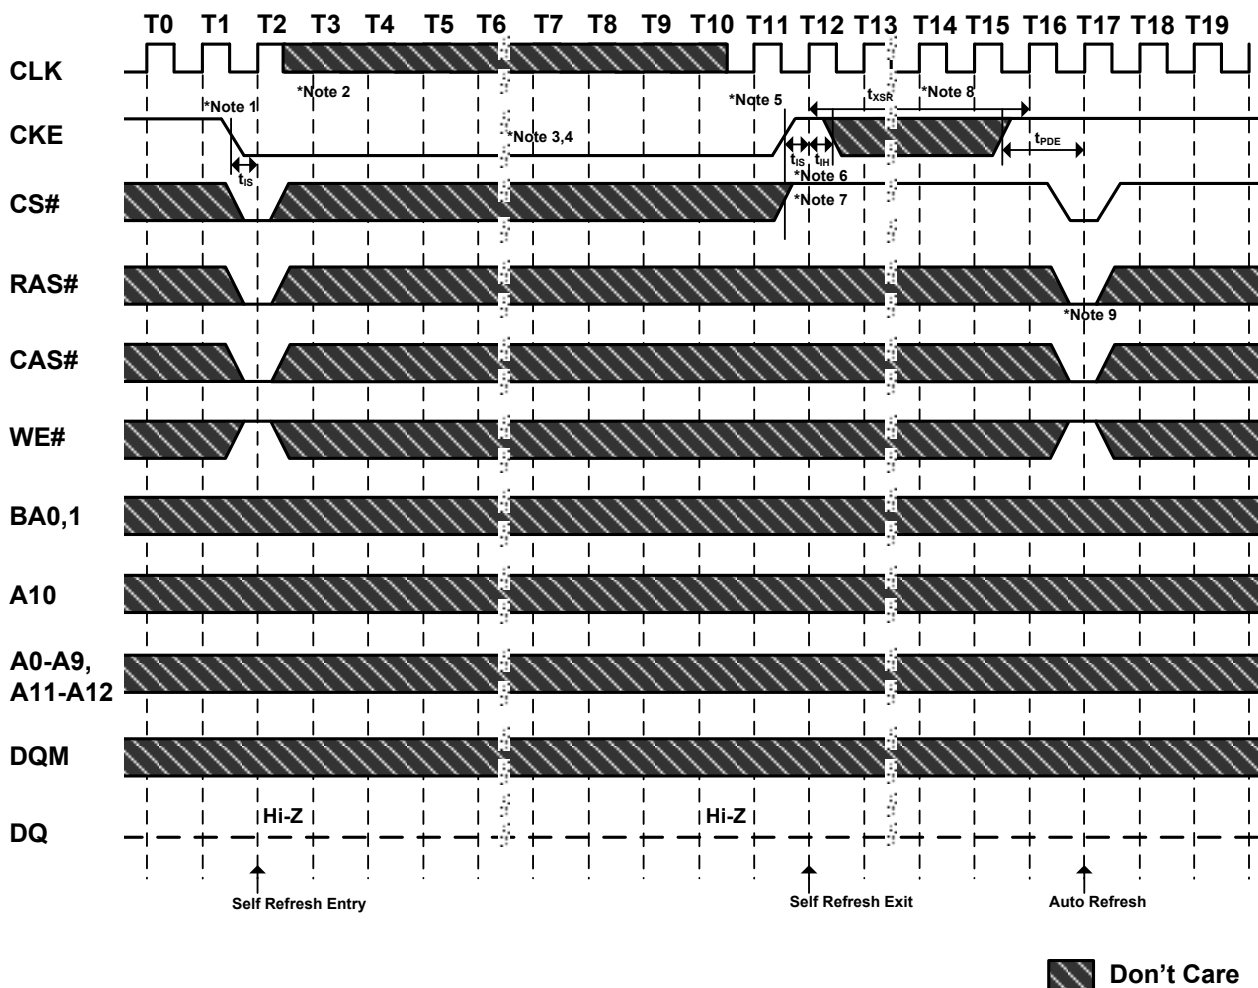 T0 T1 T2 T3 T4 T5 T6 T7 T8 T9 T10 T11 T12 T13 T14 T15 T16 T17 T18 T19
CLK
*Note 1 *Note 2 *Note 5 tXSR *Note 8
CKE
*Note 3,4 tPDE
tIS tIS tIH
*Note 6
CS#
*Note 7
RAS#
*Note 9
CAS#
WE#
BA0,1
A10
A0-A9,
A11-A12
DQM
Hi-Z Hi-Z
DQ
Self Refresh Entry Self Refresh Exit Auto Refresh
Don't Care